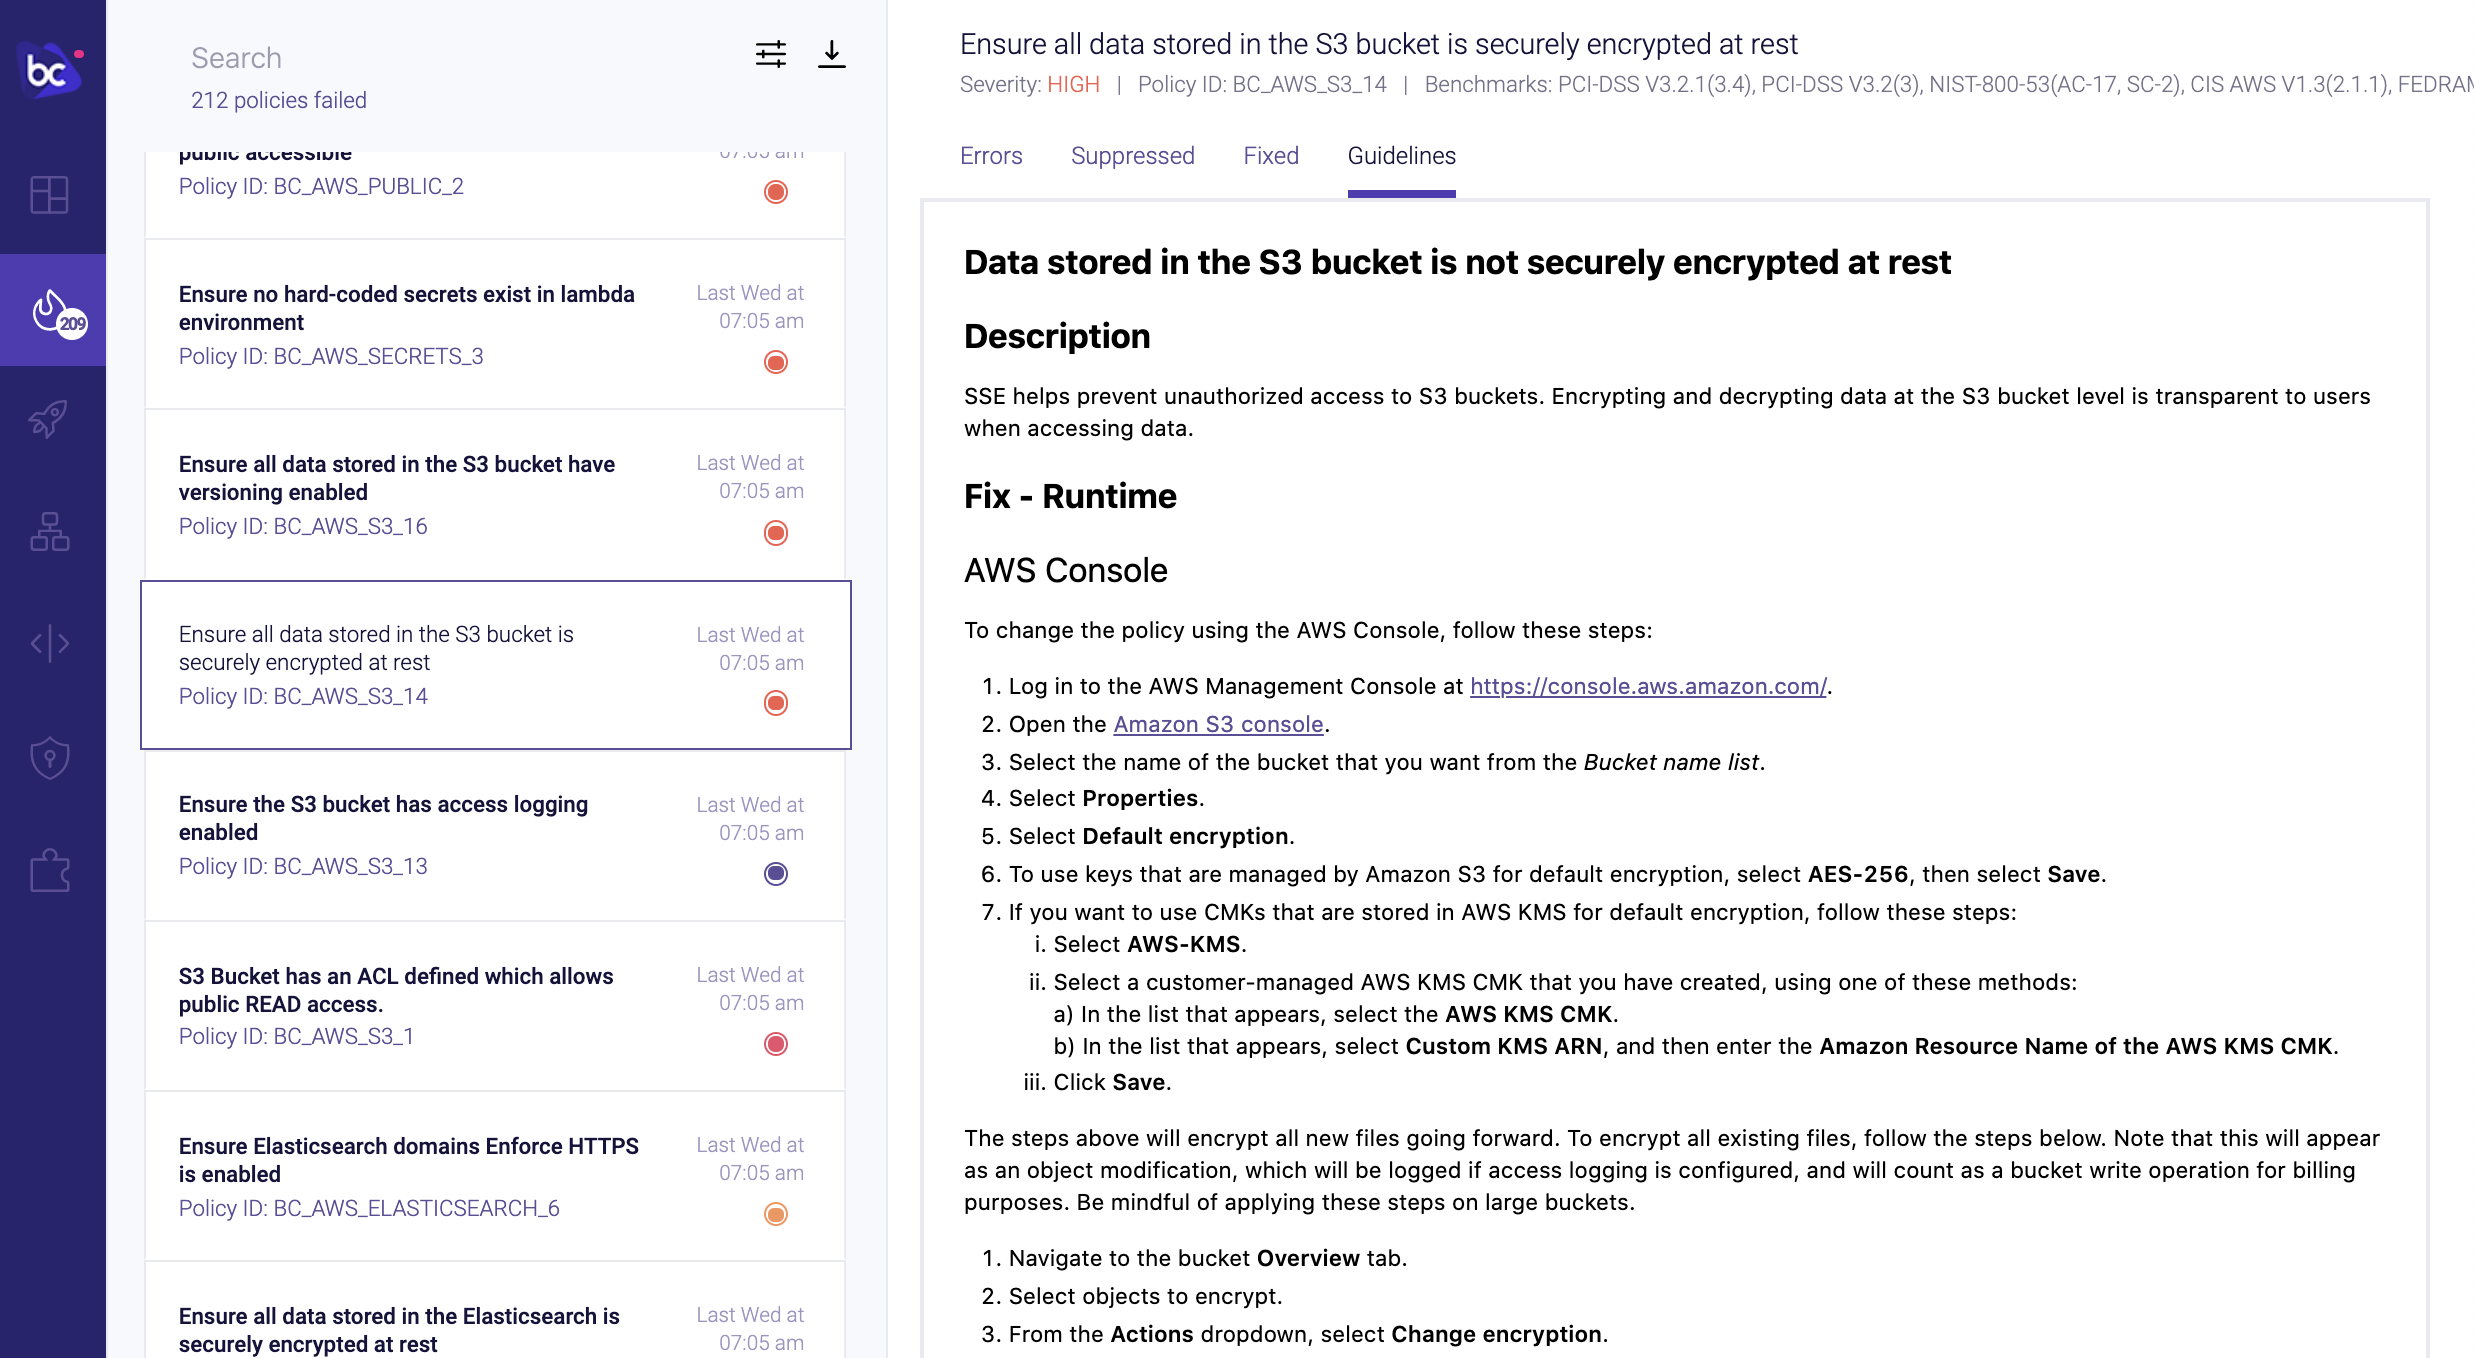 bc
209
Search
212 policies failed
public accessible
07:05 am
Policy ID: BC_AWS_PUBLIC_2
Ensure no hard-coded secrets exist in lambda
environment
Last Wed at
07:05 am
Policy ID: BC_AWS_SECRETS_3
Ensure all data stored in the S3 bucket have
versioning enabled
Last Wed at
07:05 am
Policy ID: BC_AWS_S3_16
Ensure all data stored in the S3 bucket is
securely encrypted at rest
Last Wed at
07:05 am
Policy ID: BC_AWS_S3_14
Ensure the S3 bucket has access logging
enabled
Last Wed at
07:05 am
Policy ID: BC_AWS_S3_13
S3 Bucket has an ACL defined which allows
public READ access.
Last Wed at
07:05 am
Policy ID: BC_AWS_S3_1
Ensure Elasticsearch domains Enforce HTTPS
is enabled
Last Wed at
07:05 am
Policy ID: BC_AWS_ELASTICSEARCH_6
Ensure all data stored in the Elasticsearch is
securely encrypted at rest
Last Wed at
07:05 am
Ensure all data stored in the S3 bucket is securely encrypted at rest
Severity: HIGH | Policy ID: BC_AWS_S3_14 | Benchmarks: PCI-DSS V3.2.1(3.4), PCI-DSS V3.2(3), NIST-800-53(AC-17, SC-2), CIS AWS V1.3(2.1.1),
Errors Suppressed Fixed Guidelines
Data stored in the S3 bucket is not securely encrypted at rest
Description
SSE helps prevent unauthorized access to S3 buckets. Encrypting and decrypting data at the S3 bucket level is transparent to users
when accessing data.
Fix - Runtime
AWS Console
To change the policy using the AWS Console, follow these steps:
1. Log in to the AWS Management Console at https://console.aws.amazon.com/.
2. Open the Amazon S3 console.
3. Select the name of the bucket that you want from the Bucket name list.
4. Select Properties.
5. Select Default encryption.
6. To use keys that are managed by Amazon S3 for default encryption, select AES-256, then select Save.
7. If you want to use CMKs that are stored in AWS KMS for default encryption, follow these steps:
i. Select AWS-KMS.
ii. Select a customer-managed AWS KMS CMK that you have created, using one of these methods:
a) In the list that appears, select the AWS KMS CMK.
b) In the list that appears, select Custom KMS ARN, and then enter the Amazon Resource Name of the AWS KMS CMK.
iii. Click Save.
The steps above will encrypt all new files going forward. To encrypt all existing files, follow the steps below. Note that this will appear
as an object modification, which will be logged if access logging is configured, and will count as a bucket write operation for billing
purposes. Be mindful of applying these steps on large buckets.
1. Navigate to the bucket Overview tab.
2. Select objects to encrypt.
3. From the Actions dropdown, select Change encryption.